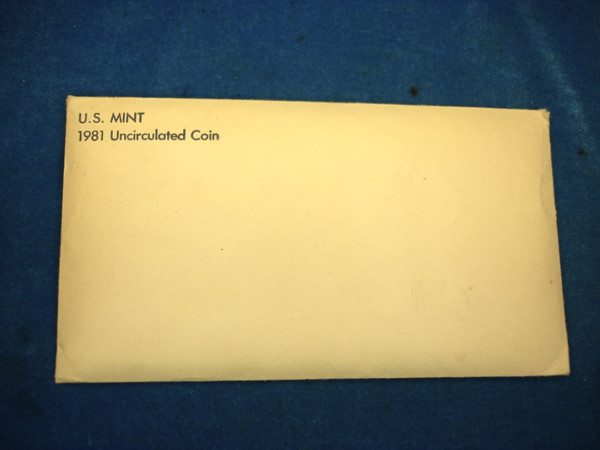 U.S. MINT
1981 Uncirculated Coin